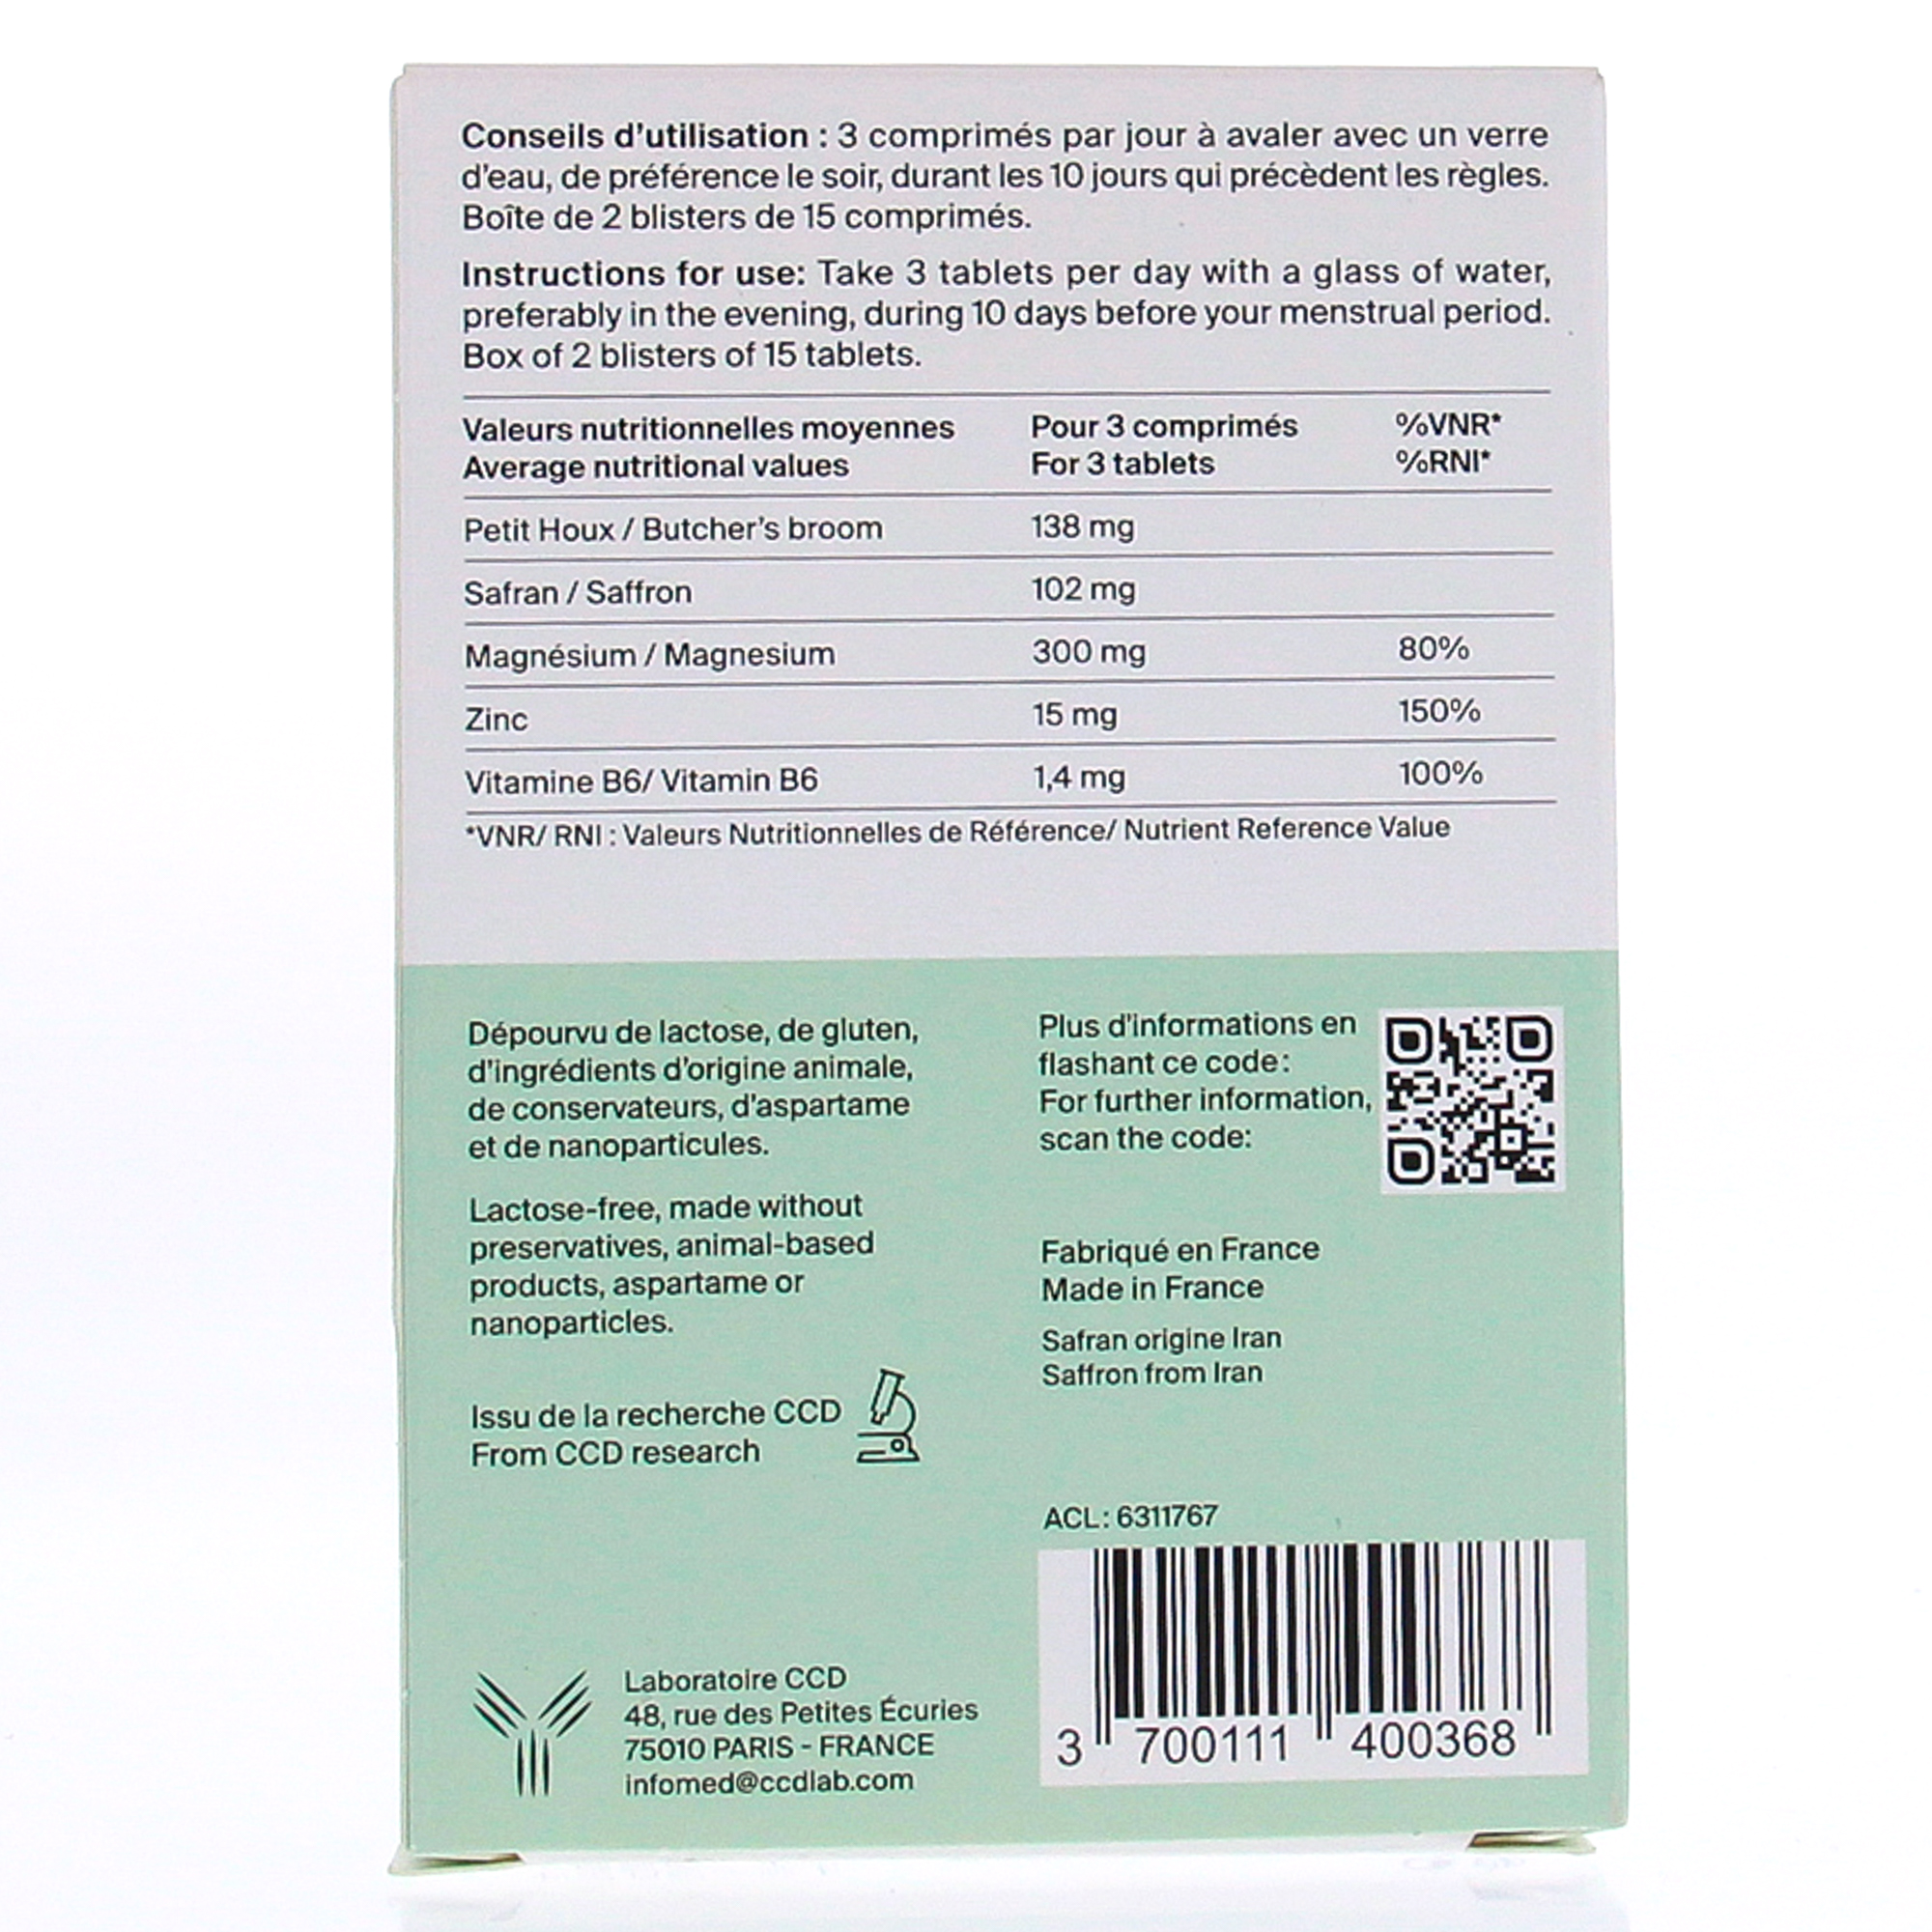 Conseils d'utilisation : 3 comprimés par jour à avaler avec un verre
d'eau, de préférence le soir, durant les 10 jours qui précèdent les règles.
Boîte de 2 blisters de 15 comprimés.
Instructions for use: Take 3 tablets per day with a glass of water,
preferably in the evening, during 10 days before your menstrual period.
Box of 2 blisters of 15 tablets.
Valeurs nutritionnelles moyennes Pour 3 comprimés %VNR*
Average nutritional values For 3 tablets %RNI*
Petit Houx / Butcher's broom 138 mg
Safran / Saffron 102 mg
Magnésium / Magnesium 300 mg 80%
Zinc 15 mg 150%
Vitamine B6/ Vitamin B6 1,4 mg 100%
*VNR/ RNI : Valeurs Nutritionnelles de Référence/ Nutrient Reference Value
Dépourvu de lactose, de gluten,
d'ingrédients d'origine animale,
de conservateurs, d'aspartame
et de nanoparticules.
Lactose-free, made without
preservatives, animal-based
products, aspartame or
nanoparticles.
Issu de la recherche CCD
From CCD research
Plus d'informations en
flashant ce code:
For further information,
scan the code:
Fabriqué en France
Made in France
Safran origine Iran
Saffron from Iran
ACL: 6311767
3 700111 400368
Laboratoire CCD
48, rue des Petites Écuries
75010 PARIS - FRANCE
infomed@ccdlab.com